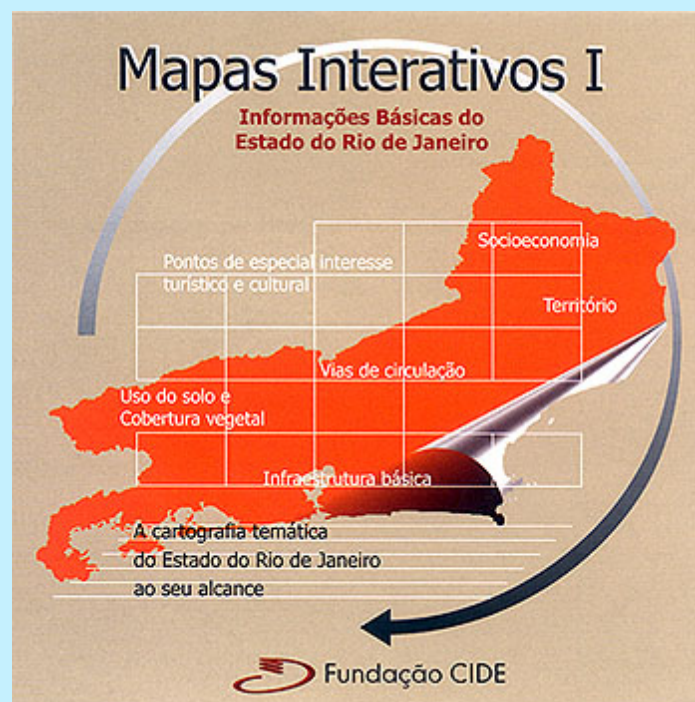 Mapas Interativos I
Informações Básicas do
Estado do Rio de Janeiro
Socioeconomia
Pontos de especial interesse
turístico e cultural
Território
Vias de circulação
Uso do solo e
Cobertura vegetal
Infraestrutura básica
A cartografia temática
do Estado do Rio de Janeiro
ao seu alcance
Fundação CIDE